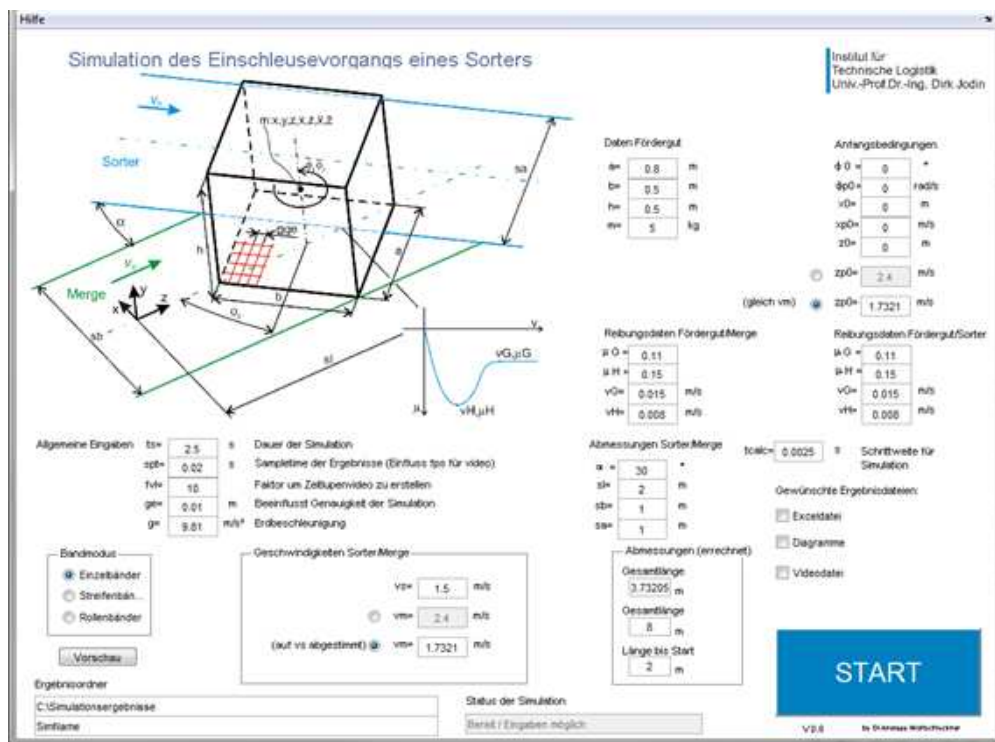 Hilfe
Simulation des Einschleusevorgangs eines Sorters
Institut für
Technische Logistik
Univ.-Prof.Dr.-Ing. Dirk Jodin
Sorter
sa
α
h
a
b
Merge
y
x
z
sb
sl
v
vG,μG
μ
vH,μH
Daten Fördergut
a= 0.8 m
b= 0.5 m
h= 0.5 m
m= 5 kg
Anfangsbedingungen
ϕ0 = 0 °
ϕp0= 0 rad/s
x0= 0 m
xp0= 0 m/s
z0= 0 m
zp0= 2.4 m/s
(gleich vm) zp0= 1.7321 m/s
Reibungsdaten Fördergut/Merge
μG = 0.11
μH = 0.15
vG= 0.015 m/s
vH= 0.008 m/s
Reibungsdaten Fördergut/Sorter
μG = 0.11
μH = 0.15
vG= 0.015 m/s
vH= 0.008 m/s
Allgemeine Eingaben
ts= 2.5 s Dauer der Simulation
spt= 0.02 s Sampletime der Ergebnisse (Einfluss fps für video)
fvl= 10 Faktor um Zeitlupenvideo zu erstellen
ge= 0.01 m Beeinflusst Genauigkeit der Simulation
g= 9.81 m/s² Erdbeschleunigung
Abmessungen Sorter/Merge
α = 30 °
sl= 2 m
sb= 1 m
sa= 1 m
tcalc= 0.0025 s Schrittweite für
Simulation
Gewünschte Ergebnisdateien:
Exceldatei
Diagramme
Videodatei
Bandmodus
Einzelbänder
Streifenbän...
Rollenbänder
Vorschau
Geschwindigkeiten Sorter/Merge
vs= 1.5 m/s
vm= 2.4 m/s
(auf vs abgestimmt) vm= 1.7321 m/s
Abmessungen (errechnet)
Gesamtlänge
3.73205 m
Gesamtlänge
8 m
Länge bis Start
2 m
START
Ergebnisordner
C:\Simulationsergebnisse
SimName
Status der Simulation
Bereit / Eingaben möglich